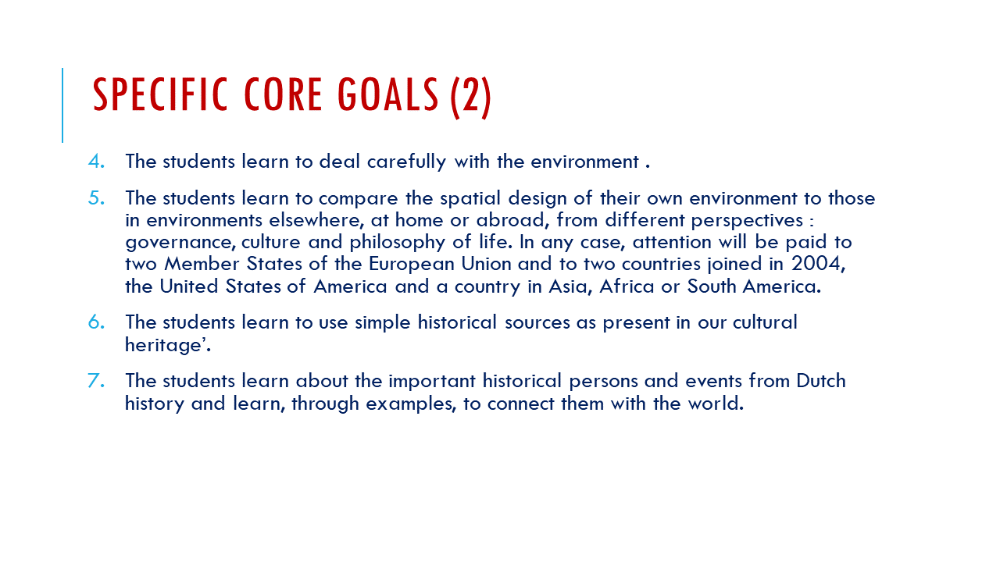 SPECIFIC CORE GOALS (2)
4. The students learn to deal carefully with the environment .
5. The students learn to compare the spatial design of their own environment to those
in environments elsewhere, at home or abroad, from different perspectives :
governance, culture and philosophy of life. In any case, attention will be paid to
two Member States of the European Union and to two countries joined in 2004,
the United States of America and a country in Asia, Africa or South America.
6. The students learn to use simple historical sources as present in our cultural
heritage’.
7. The students learn about the important historical persons and events from Dutch
history and learn, through examples, to connect them with the world.